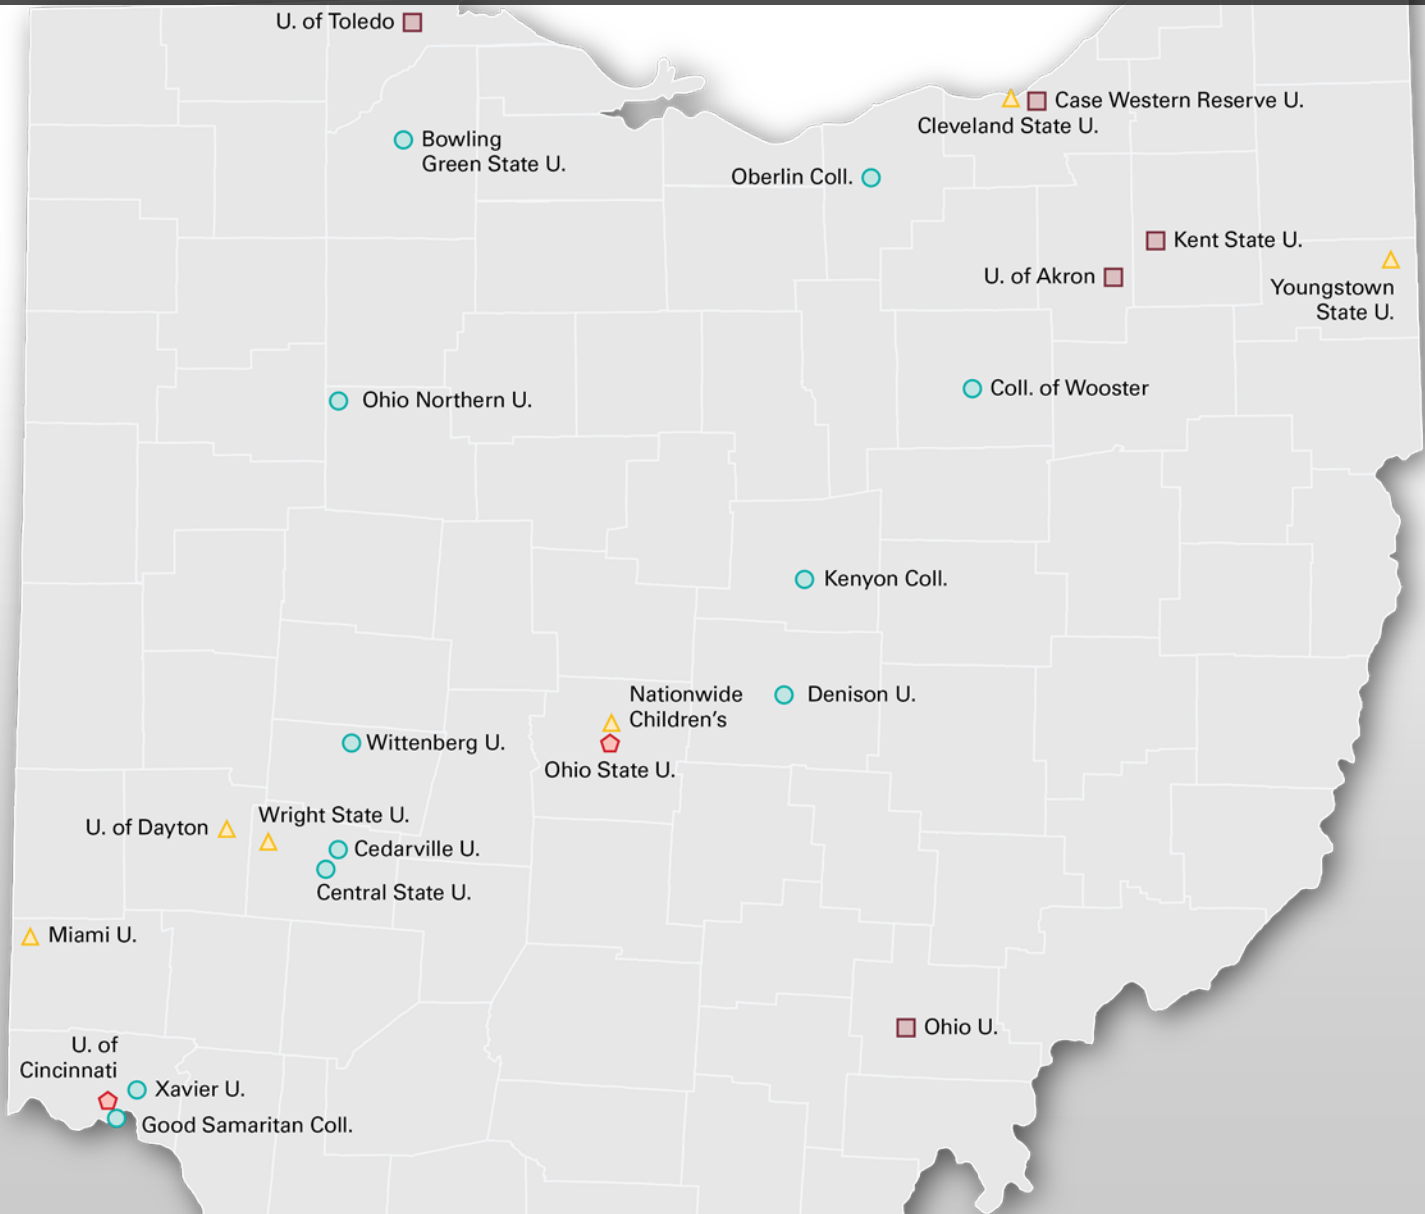 U. of Toledo
Case Western Reserve U.
Cleveland State U.
Bowling
Green State U.
Oberlin Coll.
Kent State U.
U. of Akron
Youngstown
State U.
Coll. of Wooster
Ohio Northern U.
Kenyon Coll.
Nationwide
Children's
Denison U.
Wittenberg U.
Ohio State U.
Wright State U.
U. of Dayton
Cedarville U.
Central State U.
Miami U.
Ohio U.
U. of
Cincinnati
Xavier U.
Good Samaritan Coll.